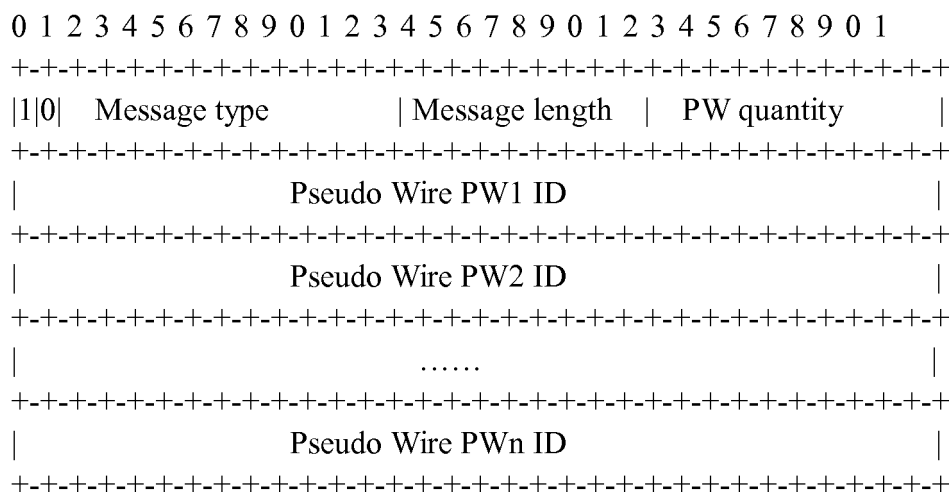 0 1 2 3 4 5 6 7 8 9 0 1 2 3 4 5 6 7 8 9 0 1 2 3 4 5 6 7 8 9 0 1
+-+-+-+-+-+-+-+-+-+-+-+-+-+-+-+-+-+-+-+-+-+-+-+-+-+-+-+-+-+-+-+-+-+
|1|0| Message type | Message length | PW quantity |
+-+-+-+-+-+-+-+-+-+-+-+-+-+-+-+-+-+-+-+-+-+-+-+-+-+-+-+-+-+-+-+-+-+
| Pseudo Wire PW1 ID |
+-+-+-+-+-+-+-+-+-+-+-+-+-+-+-+-+-+-+-+-+-+-+-+-+-+-+-+-+-+-+-+-+-+
| Pseudo Wire PW2 ID |
+-+-+-+-+-+-+-+-+-+-+-+-+-+-+-+-+-+-+-+-+-+-+-+-+-+-+-+-+-+-+-+-+-+
| ...... |
+-+-+-+-+-+-+-+-+-+-+-+-+-+-+-+-+-+-+-+-+-+-+-+-+-+-+-+-+-+-+-+-+-+
| Pseudo Wire PWn ID |
+-+-+-+-+-+-+-+-+-+-+-+-+-+-+-+-+-+-+-+-+-+-+-+-+-+-+-+-+-+-+-+-+-+